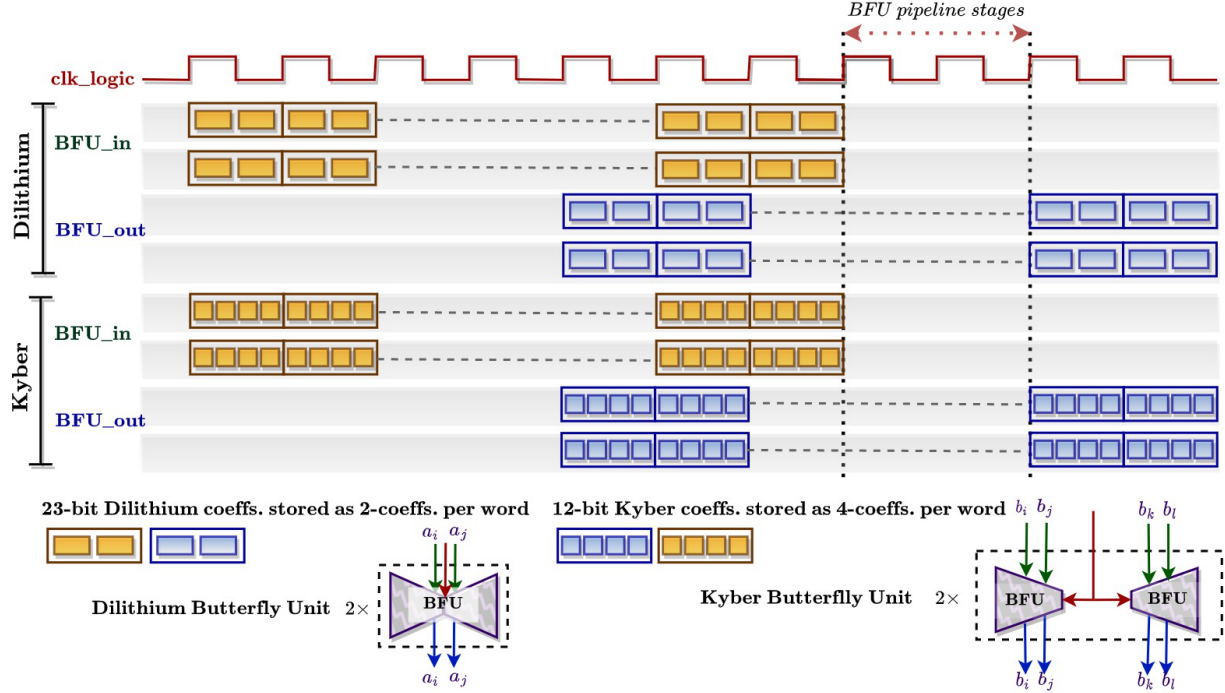 BFU pipeline stages
clk_logic
Dilithium
BFU_in
BFU_out
Kyber
BFU_in
BFU_out
23-bit Dilithium coeffs. stored as 2-coeffs. per word
12-bit Kyber coeffs. stored as 4-coeffs. per word
a_i a_j
b_i b_j
b_k b_l
Dilithium Butterfly Unit 2×
BFU
Kyber Butterflly Unit 2×
BFU
BFU
a_i a_j
b_i b_j
b_k b_l